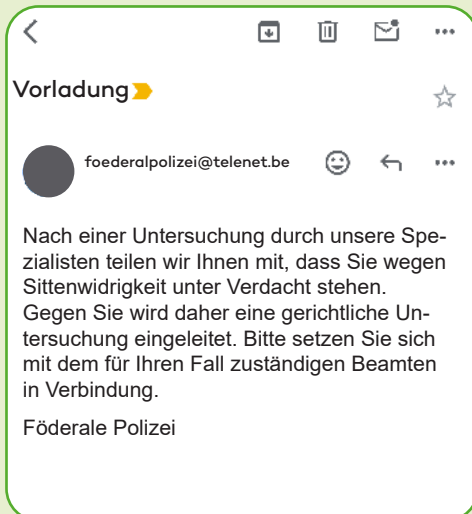 Vorladung
foederalpolizei@telenet.be
Nach einer Untersuchung durch unsere Spe-
zialisten teilen wir Ihnen mit, dass Sie wegen
Sittenwidrigkeit unter Verdacht stehen.
Gegen Sie wird daher eine gerichtliche Un-
tersuchung eingeleitet. Bitte setzen Sie sich
mit dem für Ihren Fall zuständigen Beamten
in Verbindung.
Föderale Polizei